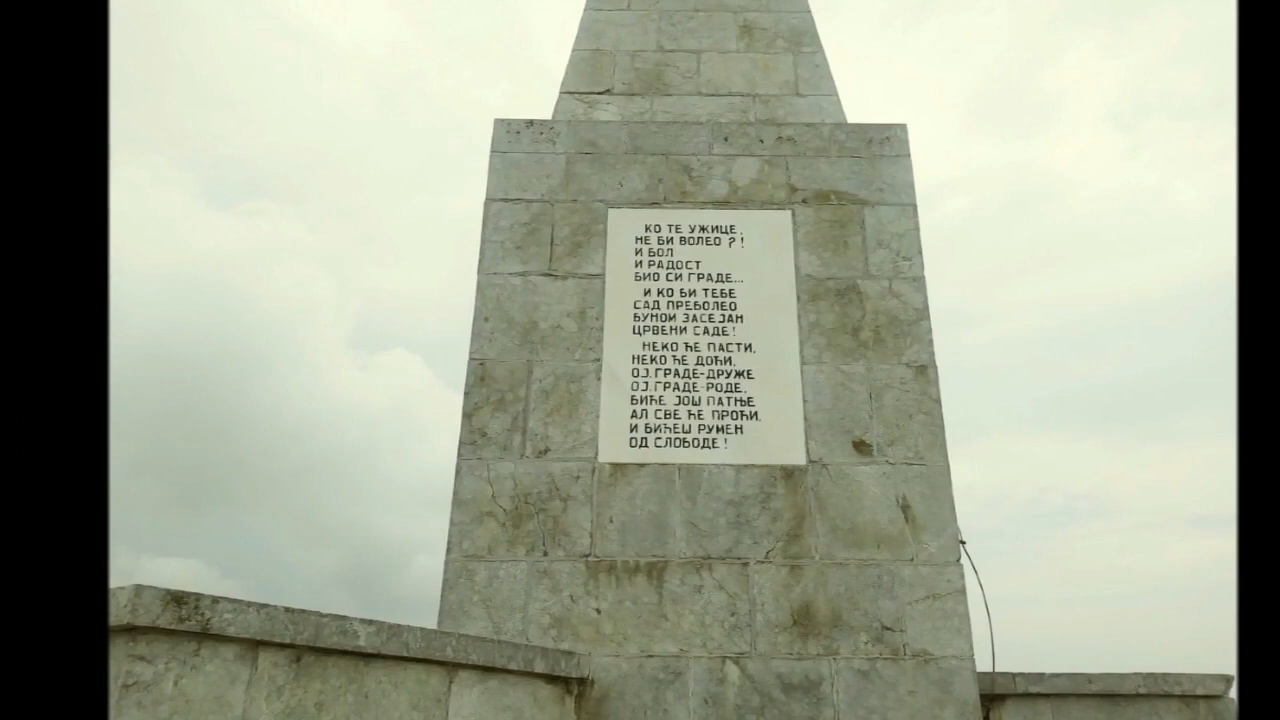 КО ТЕ УЖИЦЕ,
НЕ БИ ВОЛЕО ?!
И БОЛ
И РАДОСТ
БИО СИ ГРАДЕ...
И КО БИ ТЕБЕ
САД ПРЕБОЛЕО
БУНОМ ЗАСЕЈАН
ЦРВЕНИ САДЕ!
НЕКО ЋЕ ПАСТИ,
НЕКО ЋЕ ДОЋИ,
ОЈ, ГРАДЕ-ДРУЖЕ
ОЈ, ГРАДЕ-РОДЕ,
БИЋЕ ЈОШ ПАТЊЕ
АЛ СВЕ ЋЕ ПРОЋИ,
И БИЋЕШ РУМЕН
ОД СЛОБОДЕ!